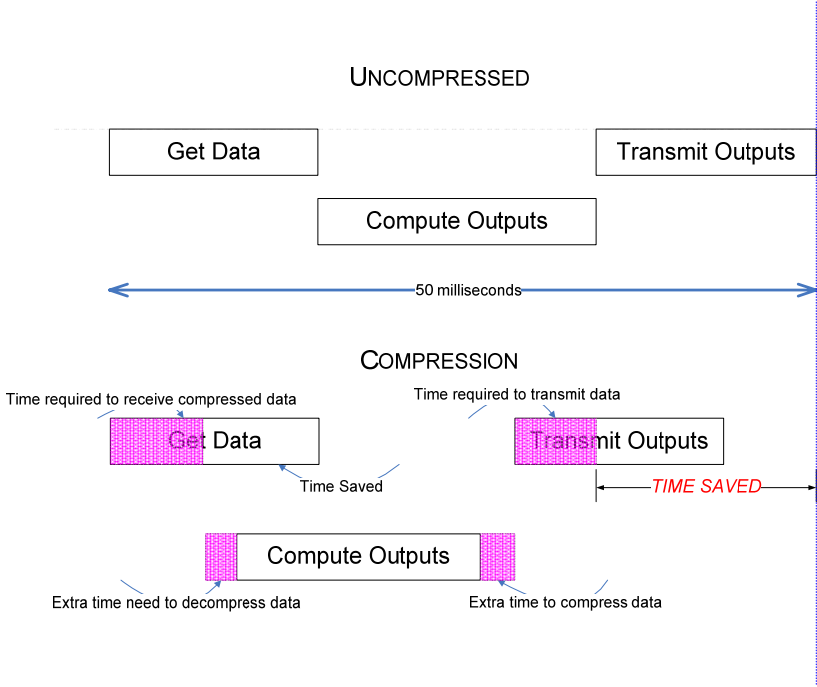 UNCOMPRESSED
Get Data
Transmit Outputs
Compute Outputs
50 milliseconds
COMPRESSION
Time required to receive compressed data
Time required to transmit data
Get Data
Transmit Outputs
Time Saved
TIME SAVED
Compute Outputs
Extra time need to decompress data
Extra time to compress data